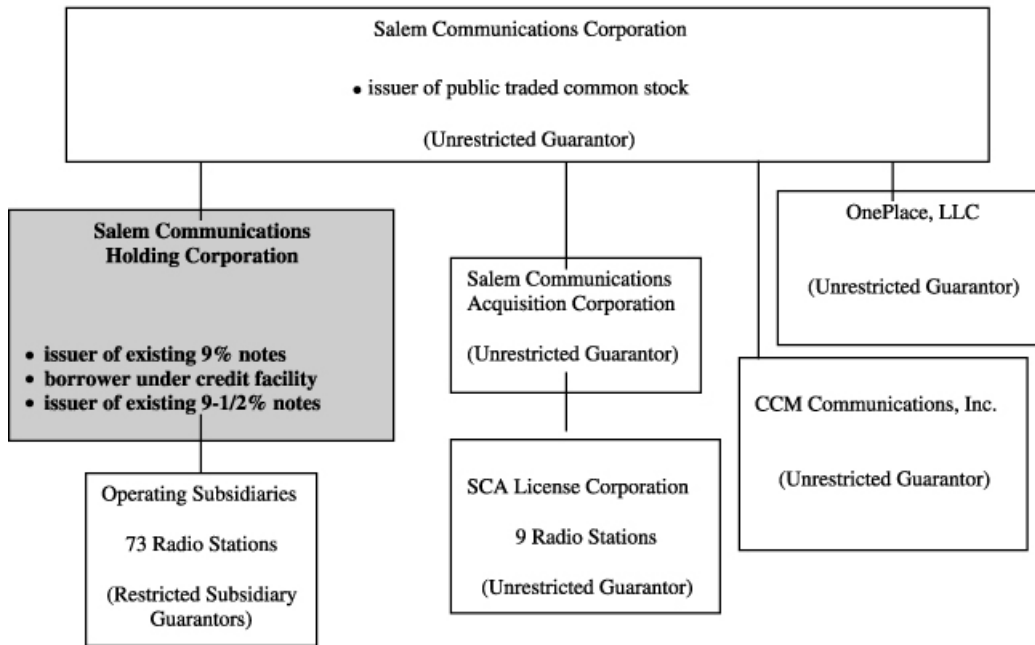 Salem Communications Corporation
• issuer of public traded common stock
(Unrestricted Guarantor)
Salem Communications
Holding Corporation
• issuer of existing 9% notes
• borrower under credit facility
• issuer of existing 9-1/2% notes
Operating Subsidiaries
73 Radio Stations
(Restricted Subsidiary
Guarantors)
Salem Communications
Acquisition Corporation
(Unrestricted Guarantor)
SCA License Corporation
9 Radio Stations
(Unrestricted Guarantor)
OnePlace, LLC
(Unrestricted Guarantor)
CCM Communications, Inc.
(Unrestricted Guarantor)